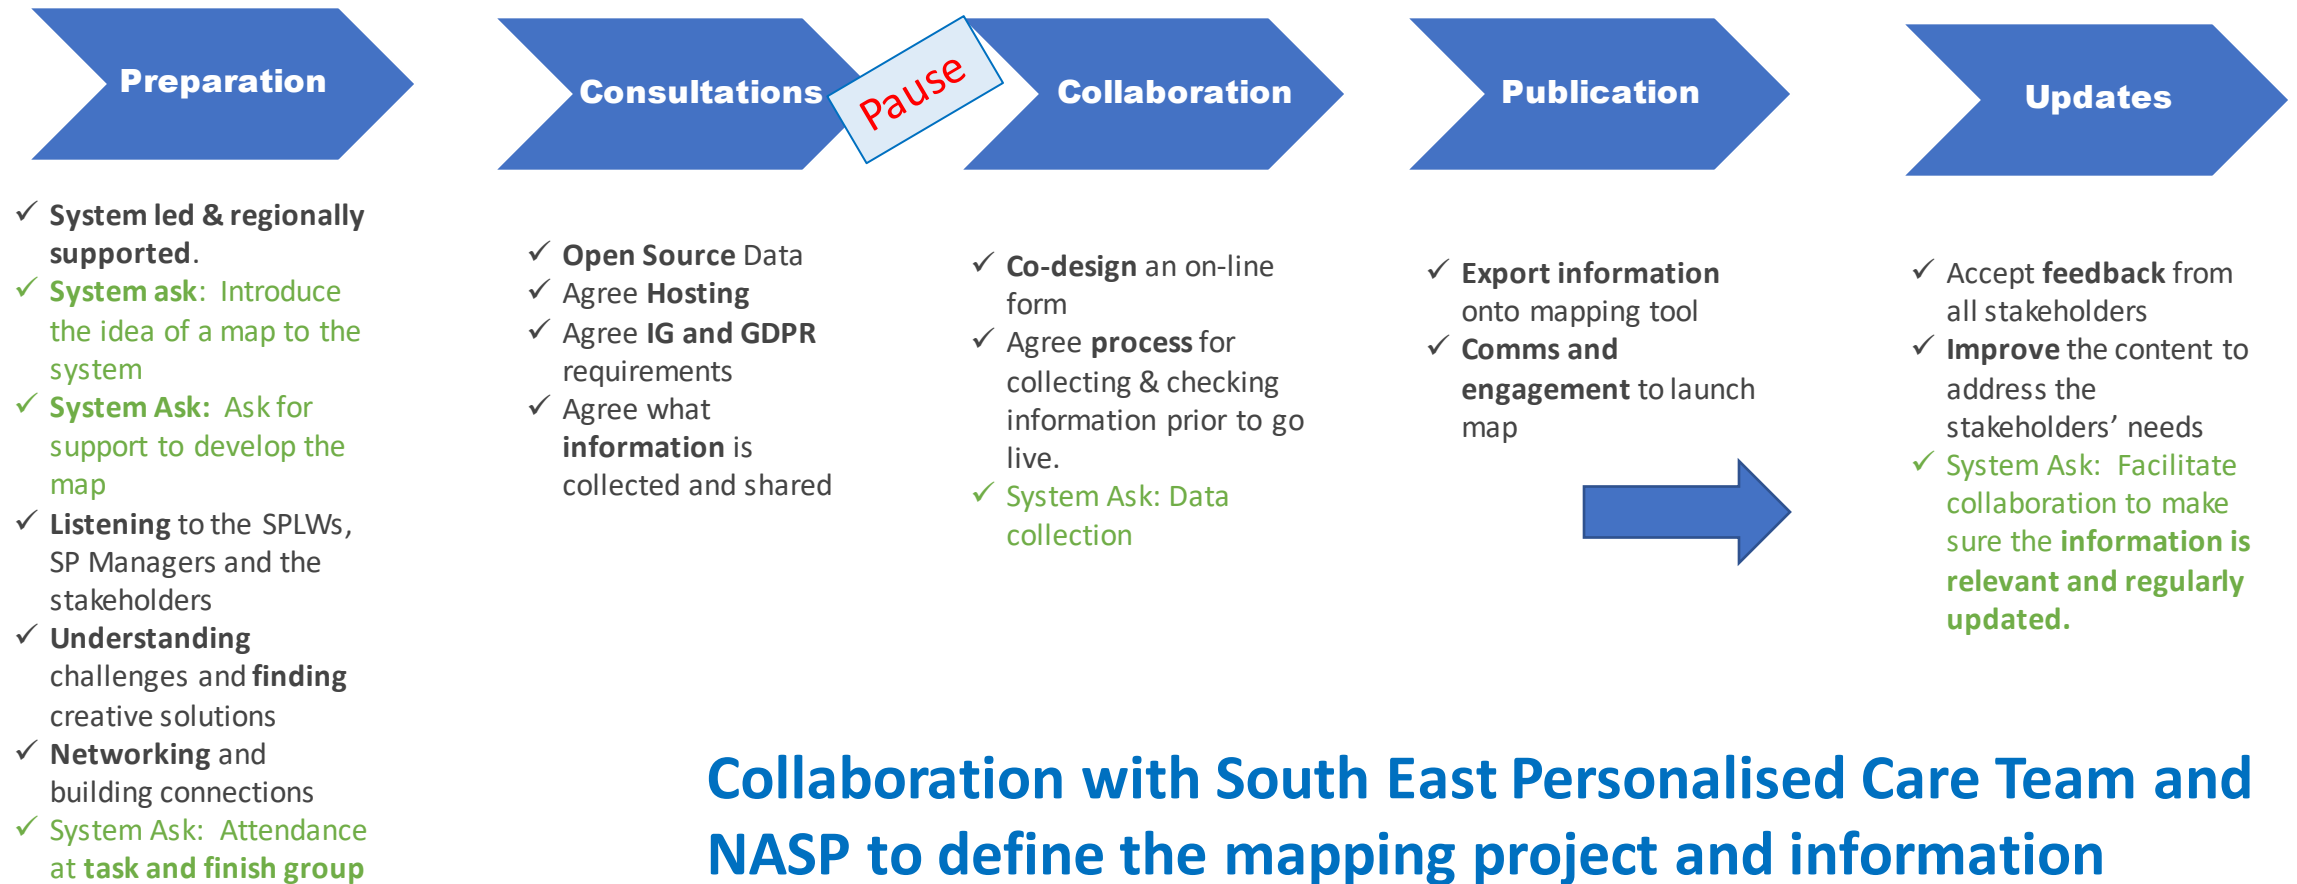 Preparation
✓ System led & regionally
supported.
✓ System ask: Introduce
the idea of a map to the
system
✓ System Ask: Ask for
support to develop the
map
✓ Listening to the SPLWs,
SP Managers and the
stakeholders
✓ Understanding
challenges and finding
creative solutions
✓ Networking and
building connections
✓ System Ask: Attendance
at task and finish group
Consultations
✓ Open Source Data
✓ Agree Hosting
✓ Agree IG and GDPR
requirements
✓ Agree what
information is
collected and shared
Pause
Collaboration
✓ Co-design an on-line
form
✓ Agree process for
collecting & checking
information prior to go
live.
✓ System Ask: Data
collection
Publication
✓ Export information
onto mapping tool
✓ Comms and
engagement to launch
map
Updates
✓ Accept feedback from
all stakeholders
✓ Improve the content to
address the
stakeholders’ needs
✓ System Ask: Facilitate
collaboration to make
sure the information is
relevant and regularly
updated.
Collaboration with South East Personalised Care Team and
NASP to define the mapping project and information